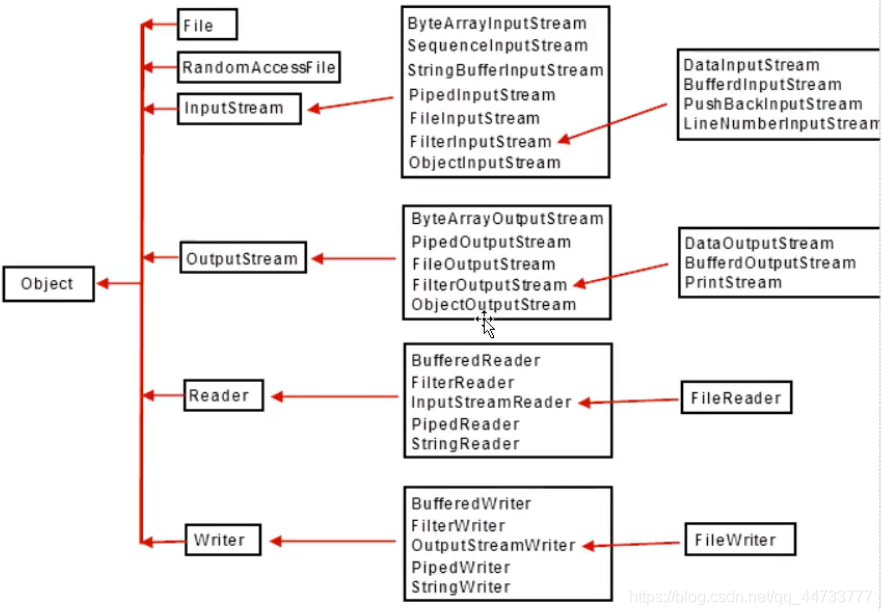 File
RandomAccessFile
InputStream
ByteArrayInputStream
SequenceInputStream
StringBufferInputStream
PipedInputStream
FileInputStream
FilterInputStream
ObjectInputStream
DataInputStream
BufferdInputStream
PushBackInputStream
LineNumberInputStream
Object
OutputStream
ByteArrayOutputStream
PipedOutputStream
FileOutputStream
FilterOutputStream
ObjectOutputStream
DataOutputStream
BufferdOutputStream
PrintStream
Reader
BufferedReader
FilterReader
InputStreamReader
PipedReader
StringReader
FileReader
Writer
BufferedWriter
FilterWriter
OutputStreamWriter
PipedWriter
StringWriter
FileWriter
https://blog.csdn.net/qq_44733777